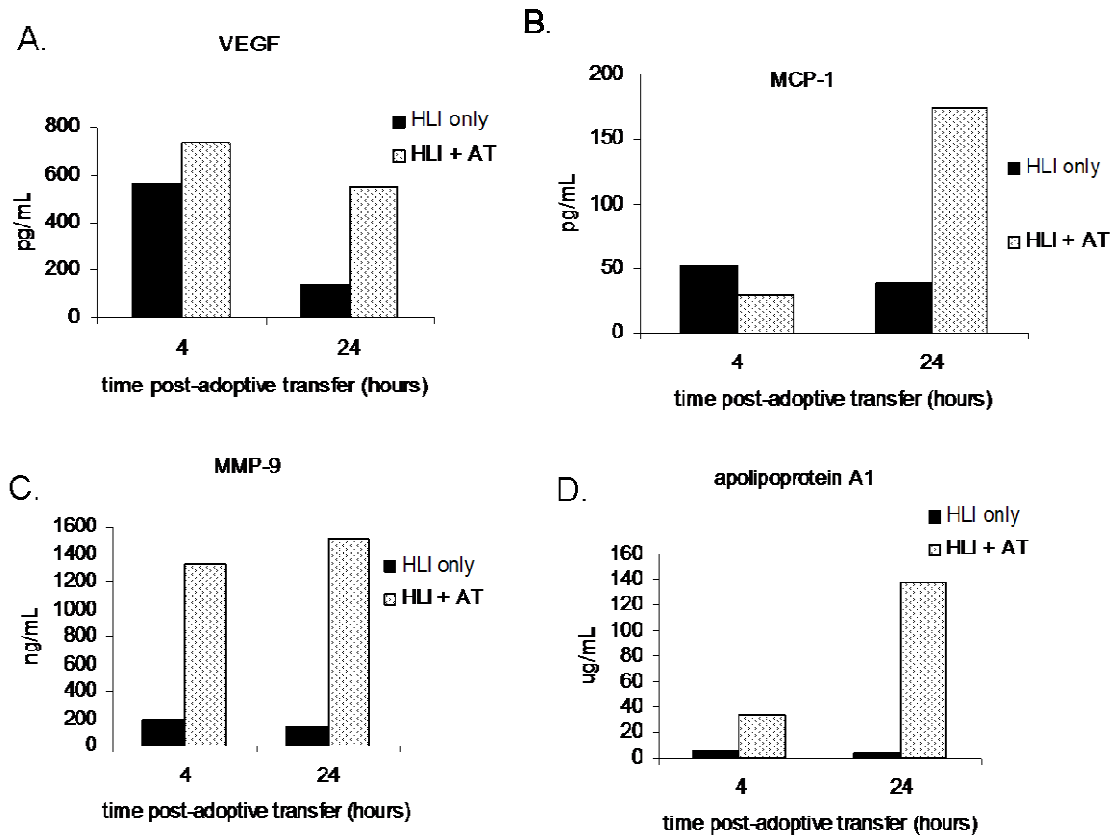 A.
VEGF
HLI only
HLI + AT
800
600
400
200
0
pg/mL
4
24
time post-adoptive transfer (hours)
B.
MCP-1
HLI only
HLI + AT
200
150
100
50
0
pg/mL
4
24
time post-adoptive transfer (hours)
C.
MMP-9
HLI only
HLI + AT
1600
1400
1200
1000
800
600
400
200
0
ng/mL
4
24
time post-adoptive transfer (hours)
D.
apolipoprotein A1
HLI only
HLI + AT
160
140
120
100
80
60
40
20
0
ug/mL
4
24
time post-adoptive transfer (hours)